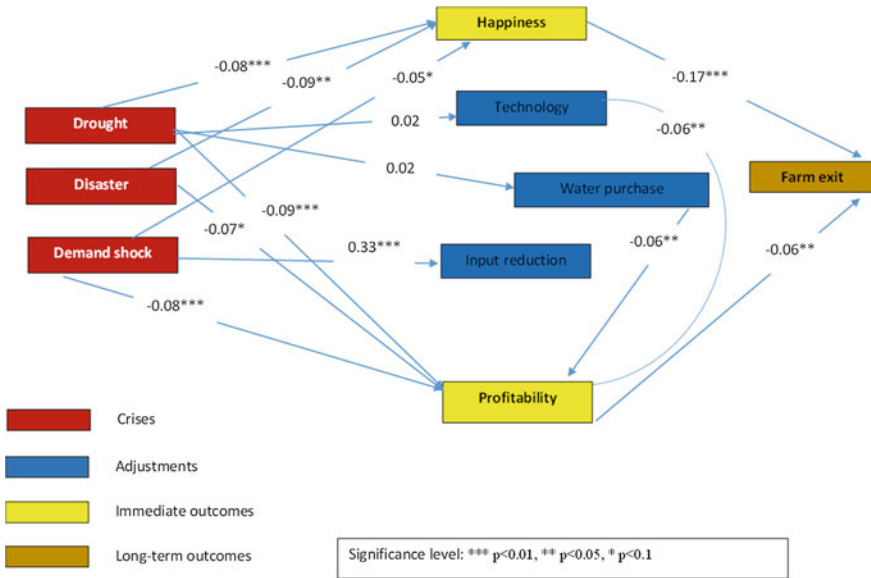 Happiness
-0.08***
-0.09**
-0.05*
-0.17***
Drought
Technology
0.02
-0.06**
Disaster
0.02
Water purchase
Farm exit
-0.09***
-0.07*
Demand shock
0.33***
Input reduction
-0.06**
-0.06**
-0.08***
Profitability
Crises
Adjustments
Immediate outcomes
Long-term outcomes
Significance level: *** p<0.01, ** p<0.05, * p<0.1